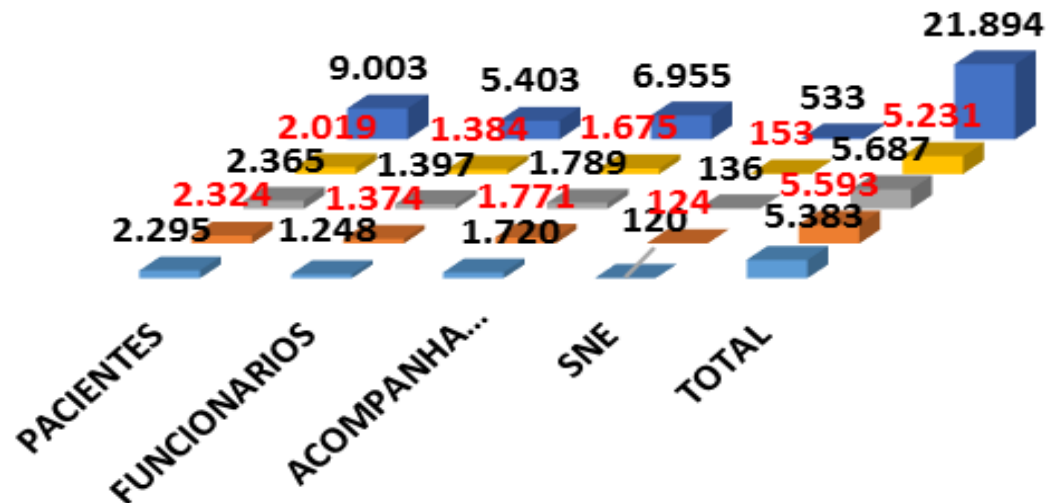 21.894
9.003 5.403 6.955 533
2.019 1.384 1.675 153 5.231
2.365 1.397 1.789 136 5.687
2.324 1.374 1.771 124 5.593
2.295 1.248 1.720 120 5.383
PACIENTES
FUNCIONARIOS
ACOMPANHA...
SNE
TOTAL